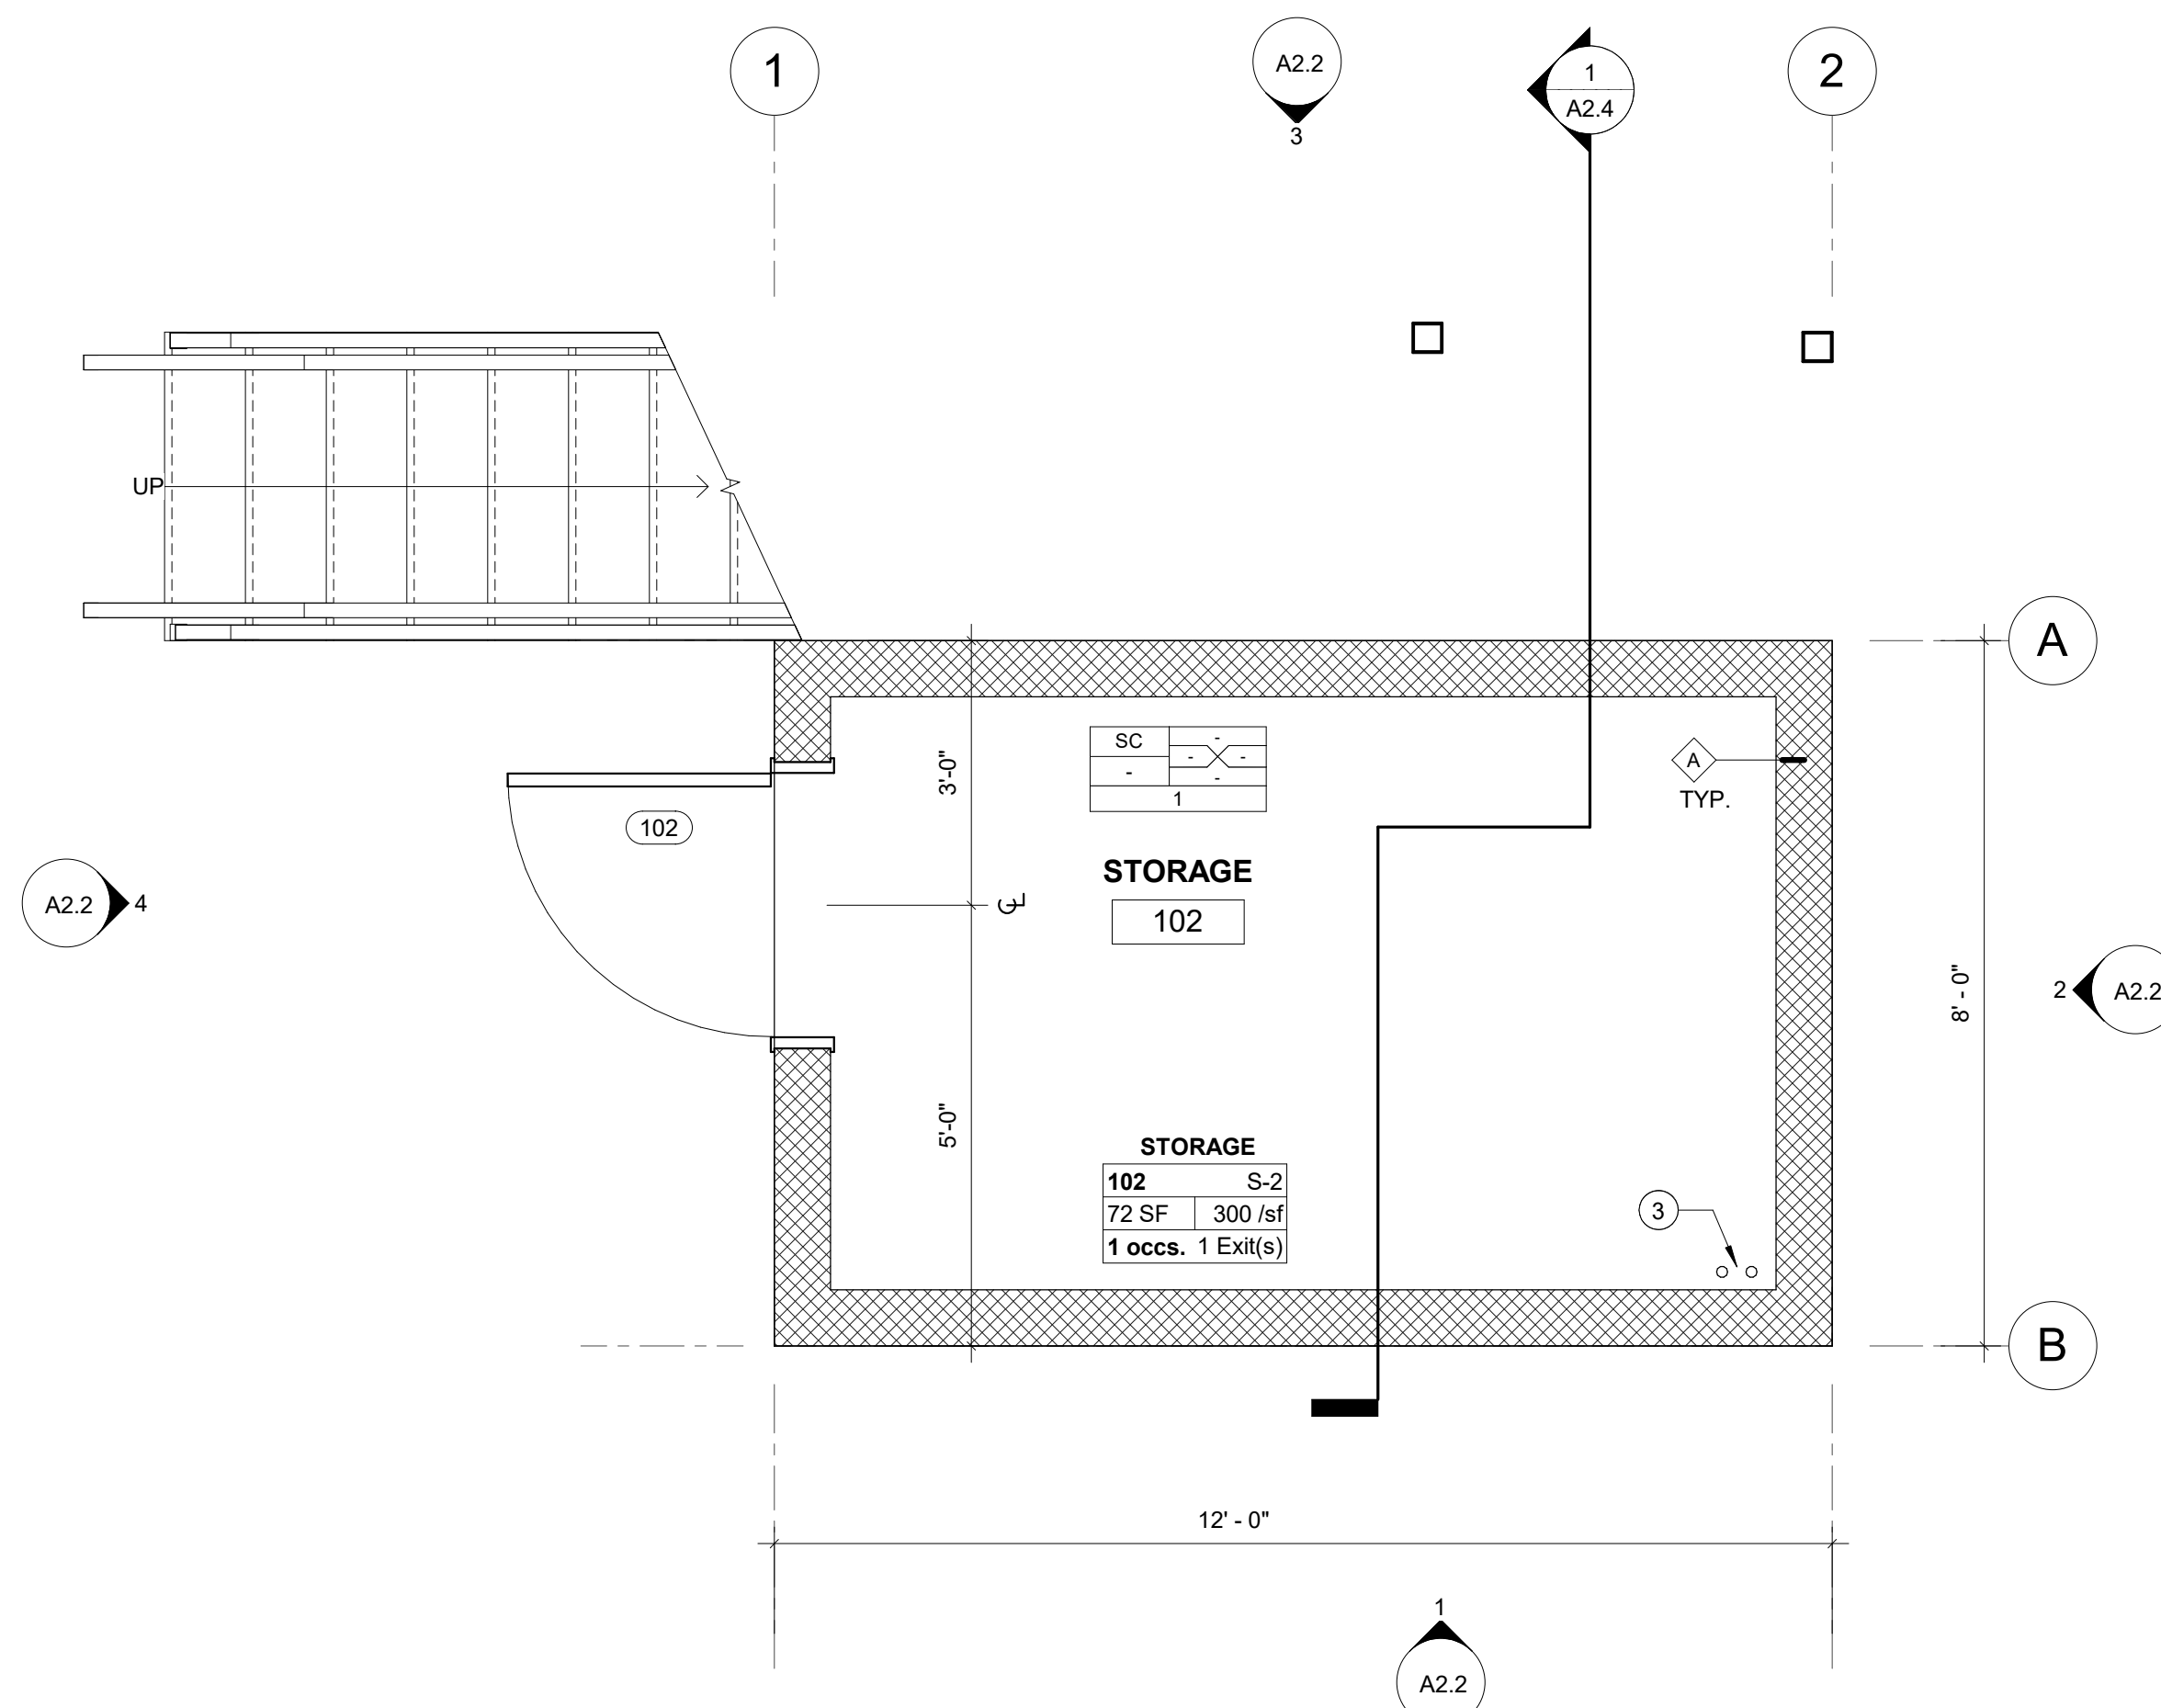 1
A2.2
3
1
A2.4
2
UP
A
SC
-
-
-
-
-
1
3'-0"
A
TYP.
102
STORAGE
102
A2.2
4
CL
8' - 0"
2
A2.2
5'-0"
STORAGE
102 S-2
72 SF 300 /sf
1 occs. 1 Exit(s)
3
B
12' - 0"
1
A2.2